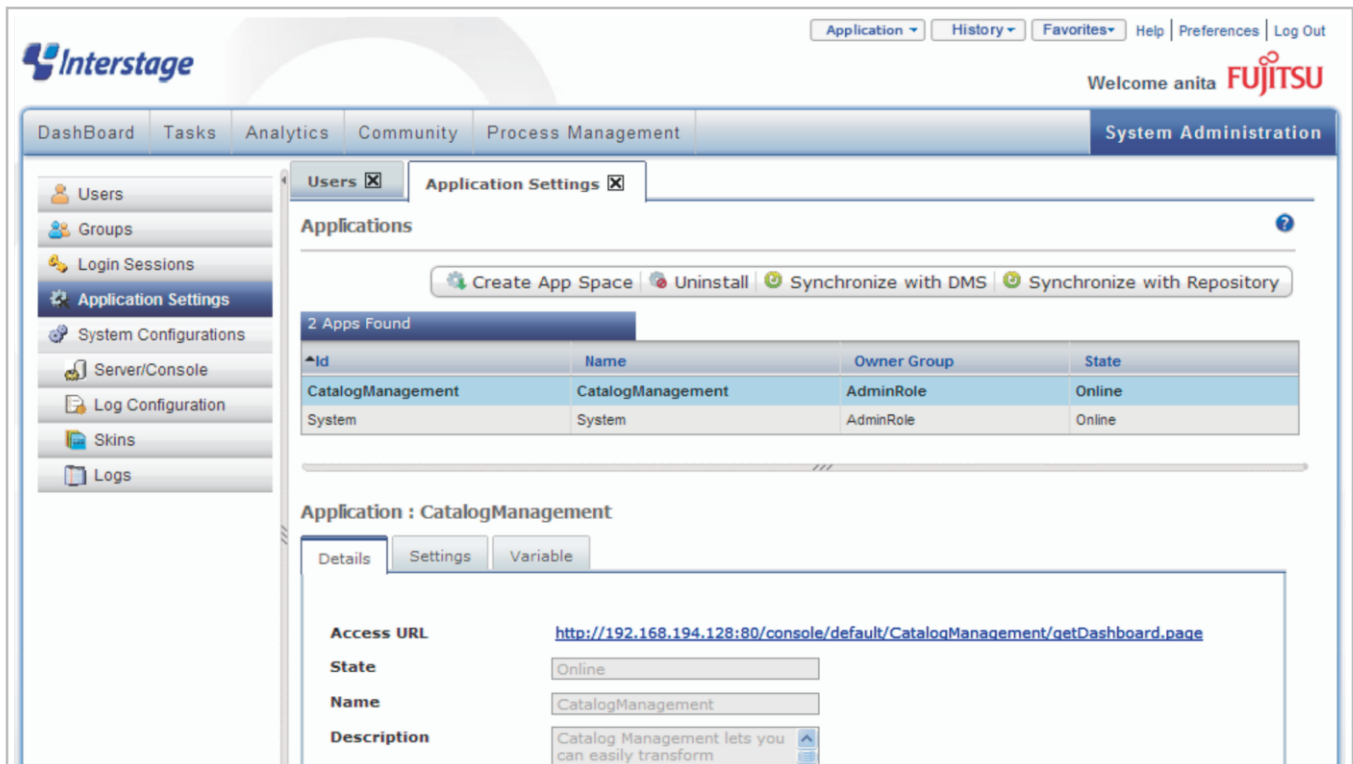 Application History Favorites Help Preferences Log Out
Interstage
Welcome anita FUJITSU
DashBoard Tasks Analytics Community Process Management System Administration
Users
Groups
Login Sessions
Application Settings
System Configurations
Server/Console
Log Configuration
Skins
Logs
Users Application Settings
Applications
Create App Space Uninstall Synchronize with DMS Synchronize with Repository
2 Apps Found
Id Name Owner Group State
CatalogManagement CatalogManagement AdminRole Online
System System AdminRole Online
Application : CatalogManagement
Details Settings Variable
Access URL http://192.168.194.128:80/console/default/CatalogManagement/getDashboard.page
State Online
Name CatalogManagement
Description Catalog Management lets you
can easily transform